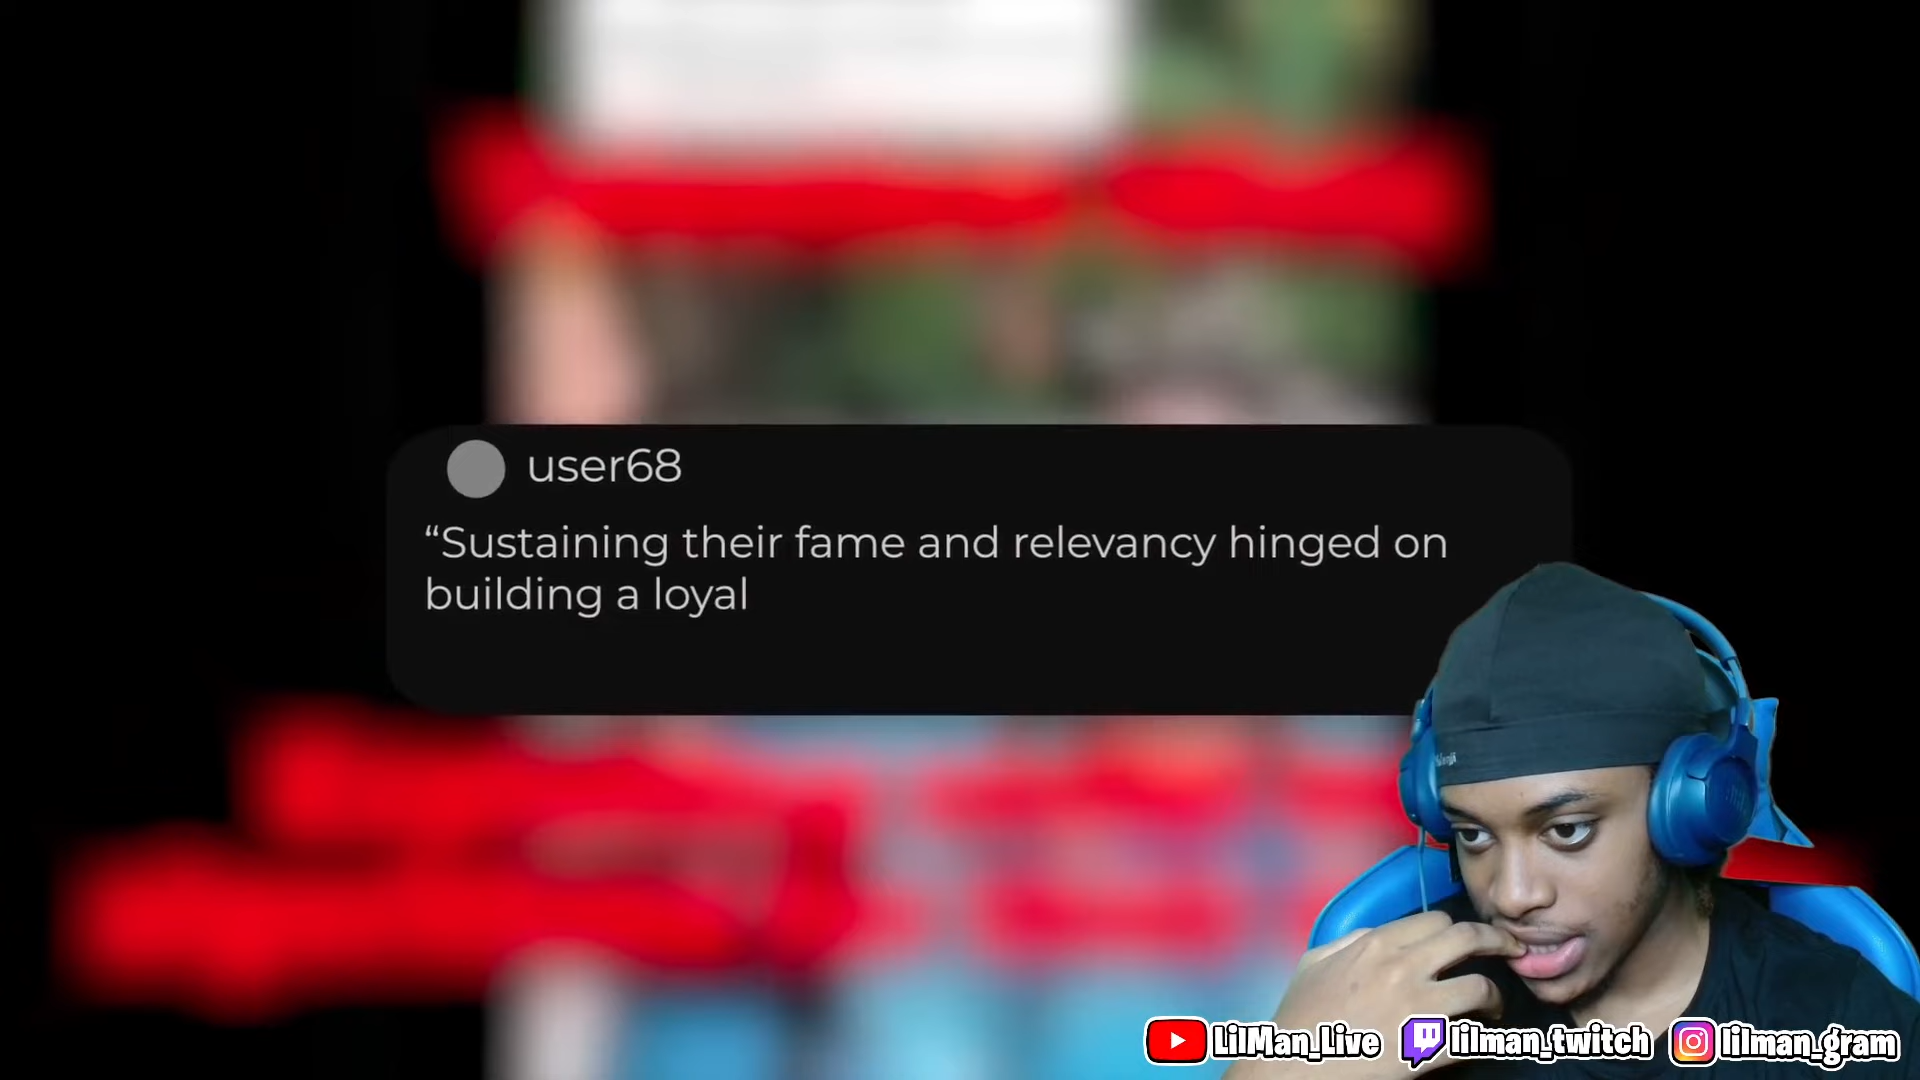 user68
“Sustaining their fame and relevancy hinged on
building a loyal
LilMan_Live
lilman_twitch
lilman_gram